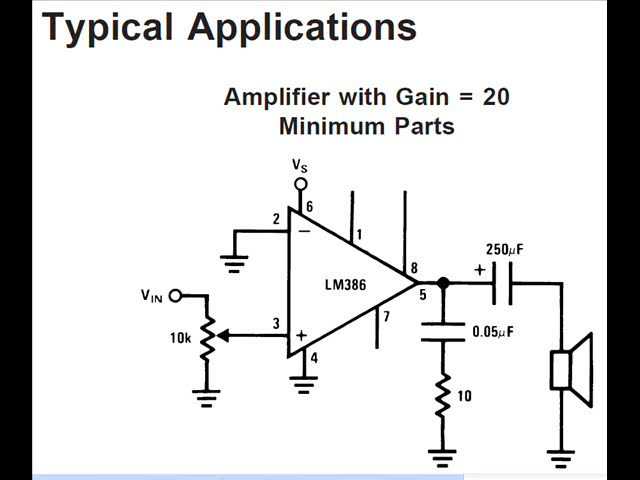 Typical Applications
Amplifier with Gain = 20
Minimum Parts
VS
6
2
−
1
LM386
8
5
+
250µF
VIN
10k
3
+
4
7
0.05µF
10